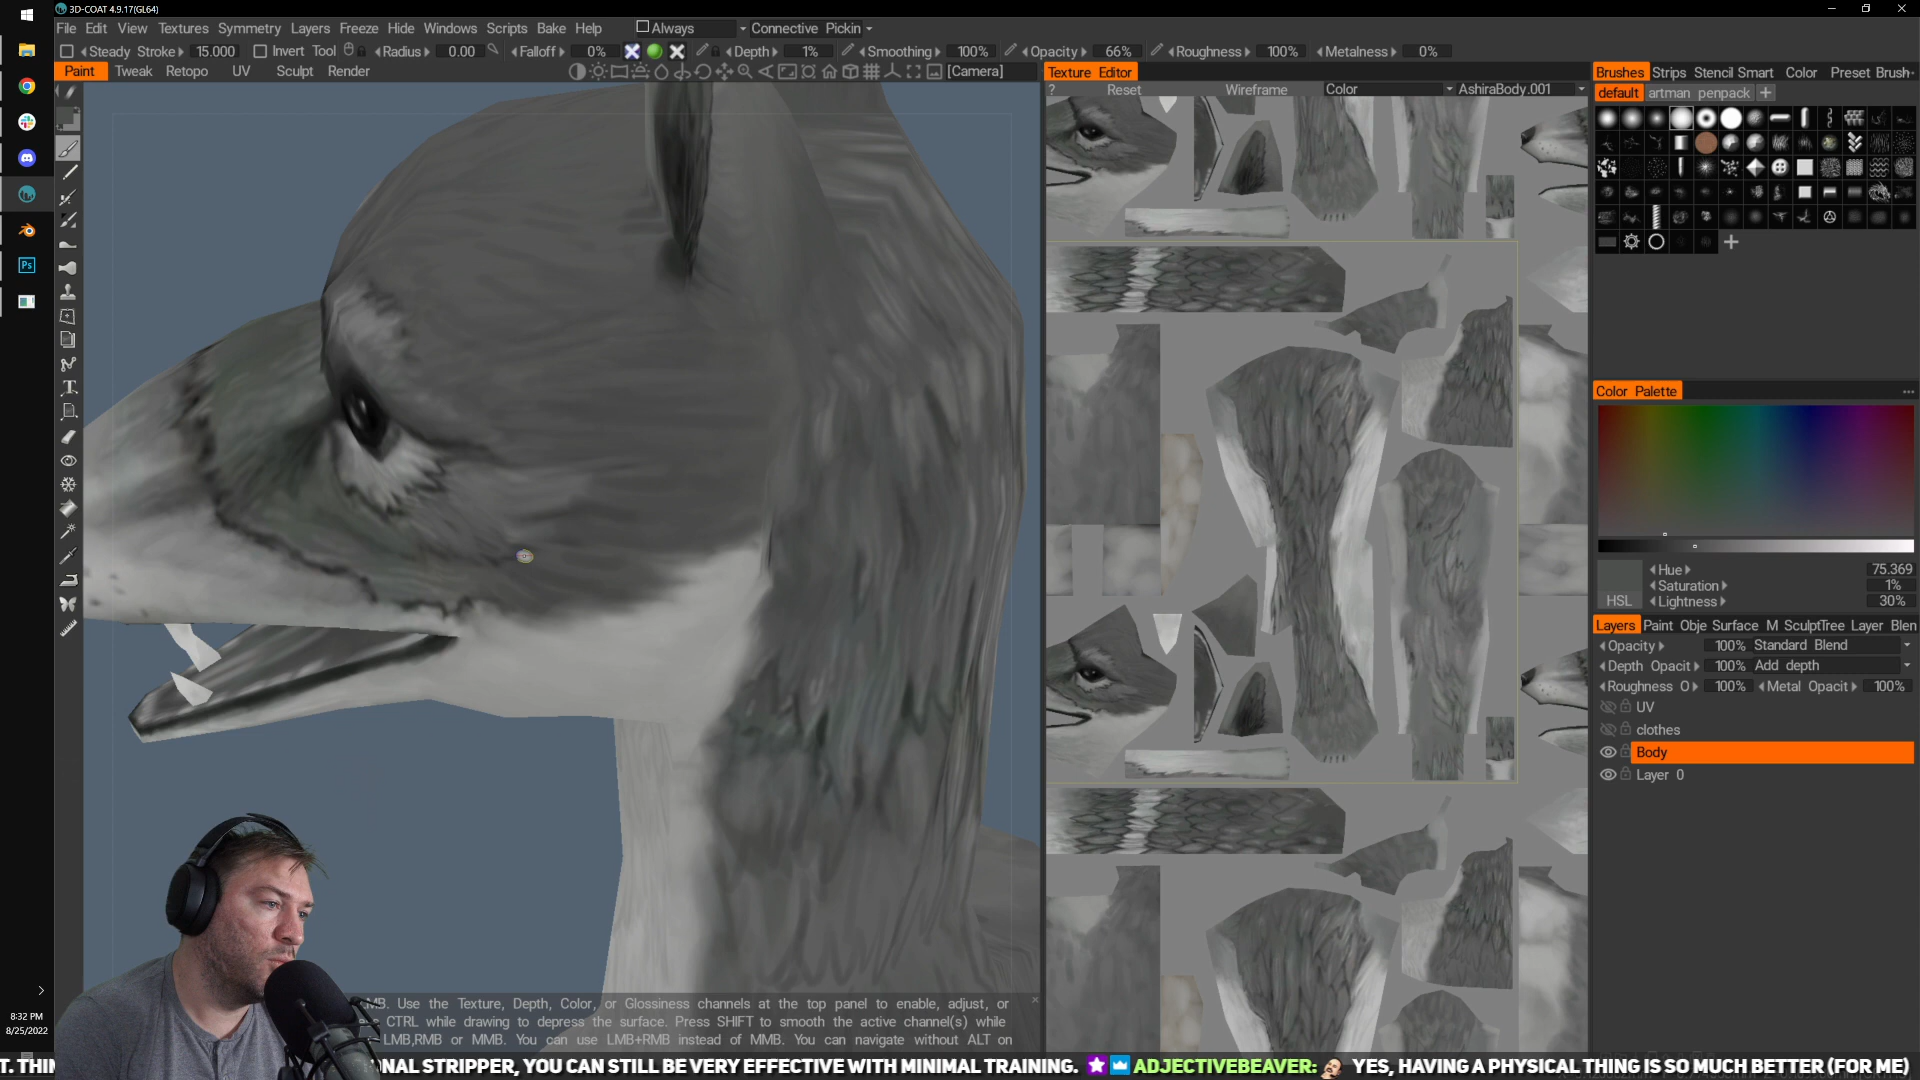 3D-COAT 4.9.17(GL64)
File Edit View Textures Symmetry Layers Freeze Hide Windows Scripts Bake Help Always Connective Pickin
Steady Stroke 15.000 Invert Tool Radius 0.00 Falloff 0% Depth 1% Smoothing 100% Opacity 66% Roughness 100% Metalness 0%
Paint Tweak Retopo UV Sculpt Render [Camera]
Texture Editor
? Reset Wireframe Color AshiraBody.001
Brushes Strips Stencil Smart Color Preset Brush
default artman penpack +
Color Palette
HSL
Hue 75.369
Saturation 1%
Lightness 30%
Layers Paint Obje Surface M SculptTree Layer Blen
Opacity 100% Standard Blend
Depth Opacit 100% Add depth
Roughness O 100% Metal Opacit 100%
UV
clothes
Body
Layer 0
MB. Use the Texture, Depth, Color, or Glossiness channels at the top panel to enable, adjust, or
CTRL while drawing to depress the surface. Press SHIFT to smooth the active channel(s) while
LMB,RMB or MMB. You can use LMB+RMB instead of MMB. You can navigate without ALT on
8:32 PM
8/25/2022
T. THIN
ONAL STRIPPER, YOU CAN STILL BE VERY EFFECTIVE WITH MINIMAL TRAINING. ADJECTIVEBEAVER: YES, HAVING A PHYSICAL THING IS SO MUCH BETTER (FOR ME)
Ps